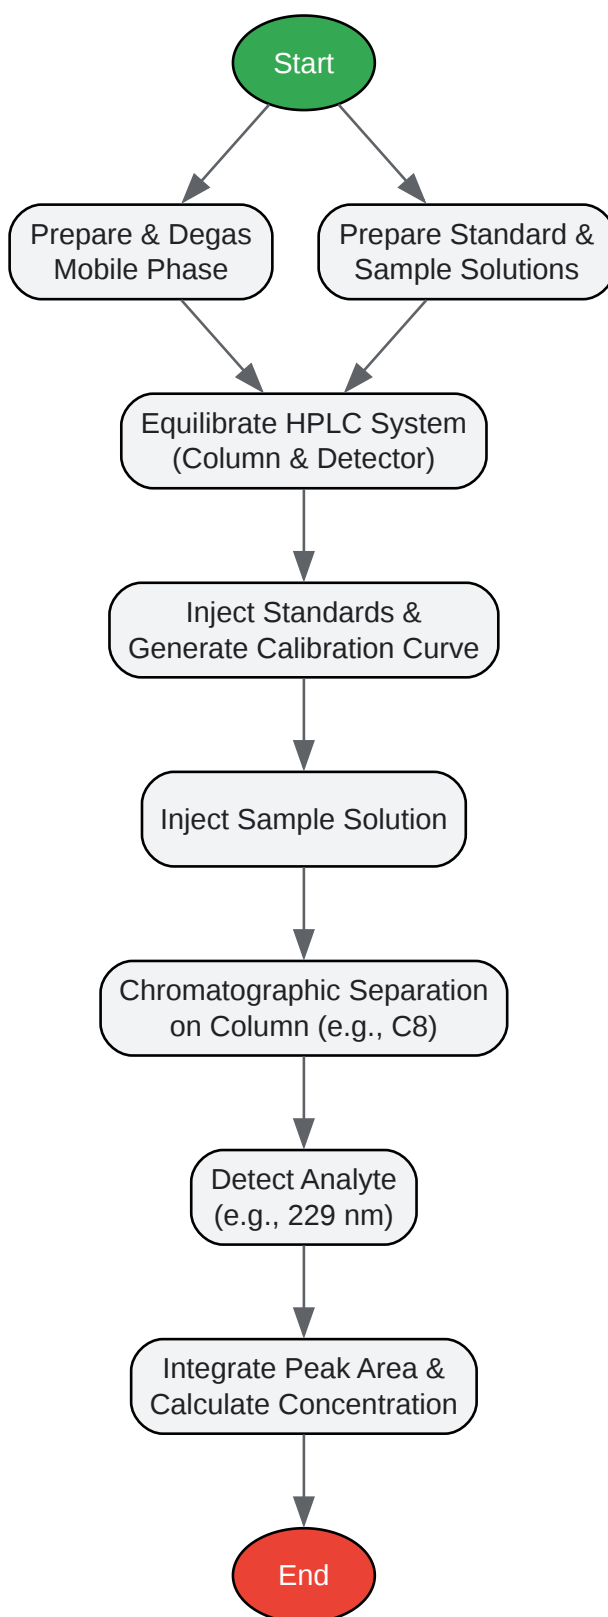 Start
Prepare & Degas
Mobile Phase
Prepare Standard &
Sample Solutions
Equilibrate HPLC System
(Column & Detector)
Inject Standards &
Generate Calibration Curve
Inject Sample Solution
Chromatographic Separation
on Column (e.g., C8)
Detect Analyte
(e.g., 229 nm)
Integrate Peak Area &
Calculate Concentration
End